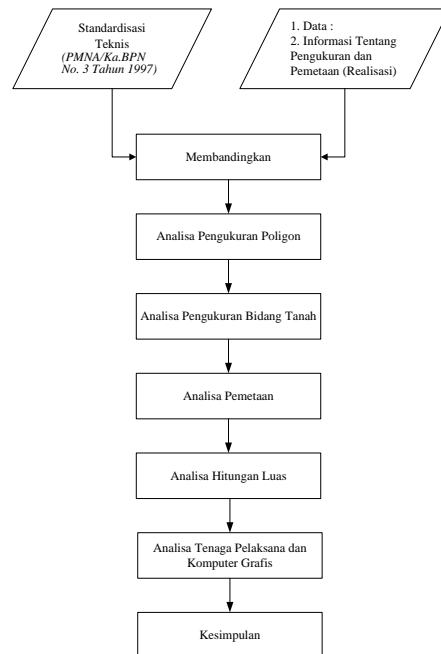 Standardisasi
Teknis
(PMNA/Ka.BPN
No. 3 Tahun 1997)
1. Data :
2. Informasi Tentang
Pengukuran dan
Pemetaan (Realisasi)
Membandingkan
Analisa Pengukuran Poligon
Analisa Pengukuran Bidang Tanah
Analisa Pemetaan
Analisa Hitungan Luas
Analisa Tenaga Pelaksana dan
Komputer Grafis
Kesimpulan